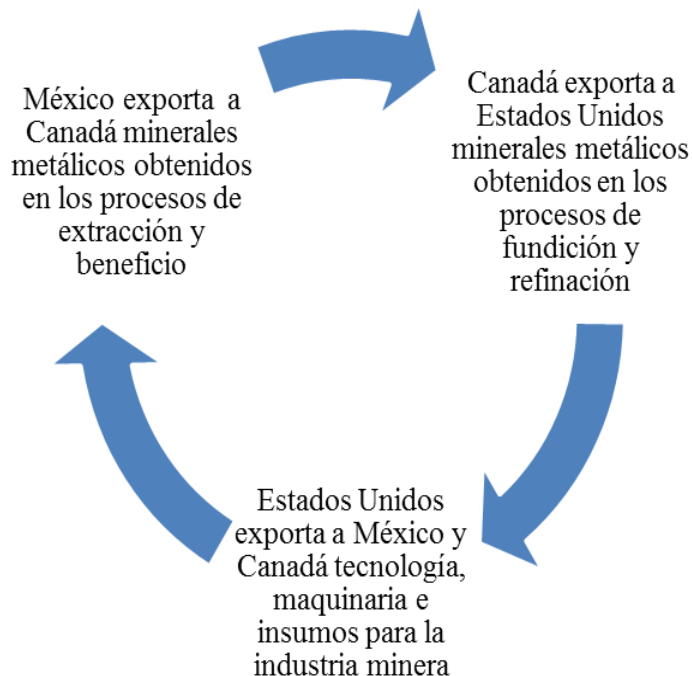 México exporta a
Canadá minerales
metálicos obtenidos
en los procesos de
extracción y
beneficio
Canadá exporta a
Estados Unidos
minerales metálicos
obtenidos en los
procesos de
fundición y
refinación
Estados Unidos
exporta a México y
Canadá tecnología,
maquinaria e
insumos para la
industria minera